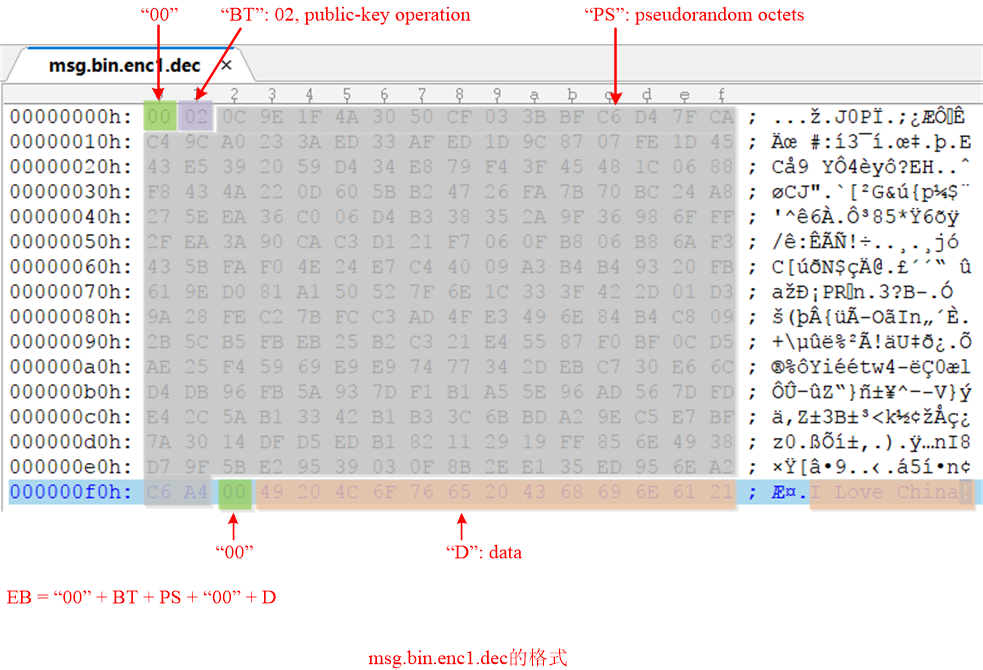 “00” “BT”: 02, public-key operation “PS”: pseudorandom octets
msg.bin.enc1.dec ×
0 1 2 3 4 5 6 7 8 9 a b c d e f
00000000h: 00 02 0C 9E 1F 4A 30 50 CF 03 3B BF C6 D4 7F CA ; ...ž.J0PÏ.;¿ÆÔ Ê
00000010h: C4 9C A0 23 3A ED 33 AF ED 1D 9C 87 07 FE 1D 45 ; Äœ #:í3¯í.œ‡.þ.E
00000020h: 43 E5 39 20 59 D4 34 E8 79 F4 3F 45 48 1C 06 88 ; Cå9 YÔ4èyô?EH..ˆ
00000030h: F8 43 4A 22 0D 60 5B B2 47 26 FA 7B 70 BC 24 A8 ; øCJ".`[²G&ú{p¼$¨
00000040h: 27 5E EA 36 C0 06 D4 B3 38 35 2A 9F 36 98 6F FF ; '^ê6À.Ô³85*Ÿ6õÿ
00000050h: 2F EA 3A 90 CA C3 D1 21 F7 06 0F B8 06 B8 6A F3 ; /ê:ÊÃÑ!÷..¸.¸jó
00000060h: 43 5B FA F0 4E 24 E7 C4 40 09 A3 B4 B4 93 20 FB ; C[úðN$çÄ@.£´´“ û
00000070h: 61 9E D0 81 A1 50 52 7F 6E 1C 33 3F 42 2D 01 D3 ; ažÐ¡PR n.3?B-.Ó
00000080h: 9A 28 FE C2 7B FC C3 AD 4F E3 49 6E 84 B4 C8 09 ; š(þÂ{üÃ-OãIn„´È.
00000090h: 2B 5C B5 FB EB 25 B2 C3 21 E4 55 87 F0 BF 0C D5 ; +\µûë%²Ã!äU‡ð¿.Õ
000000a0h: AE 25 F4 59 69 E9 E9 74 77 34 2D EB C7 30 E6 6C ; ®%ôYiéétw4-ëÇ0æl
000000b0h: D4 DB 96 FB 5A 93 7D F1 B1 A5 5E 96 AD 56 7D FD ; ÔÛ–ûZ“}ñ±¥^–-V}ý
000000c0h: E4 2C 5A B1 33 42 B1 B3 3C 6B BD A2 9E C5 E7 BF ; ä,Z±3B±³<k½¢žÅç¿
000000d0h: 7A 30 14 DF D5 ED B1 82 11 29 19 FF 85 6E 49 38 ; z0.ßÕí±‚.).ÿ…nI8
000000e0h: D7 9F 5B E2 95 39 03 0F 8B 2E E1 35 ED 95 6E A2 ; ×Ÿ[â•9..‹.á5í•n¢
000000f0h: C6 A4 00 49 20 4C 6F 76 65 20 43 68 69 6E 61 21 ; Æ¤.I Love China!
“00” “D”: data
EB = “00” + BT + PS + “00” + D
msg.bin.enc1.dec的格式